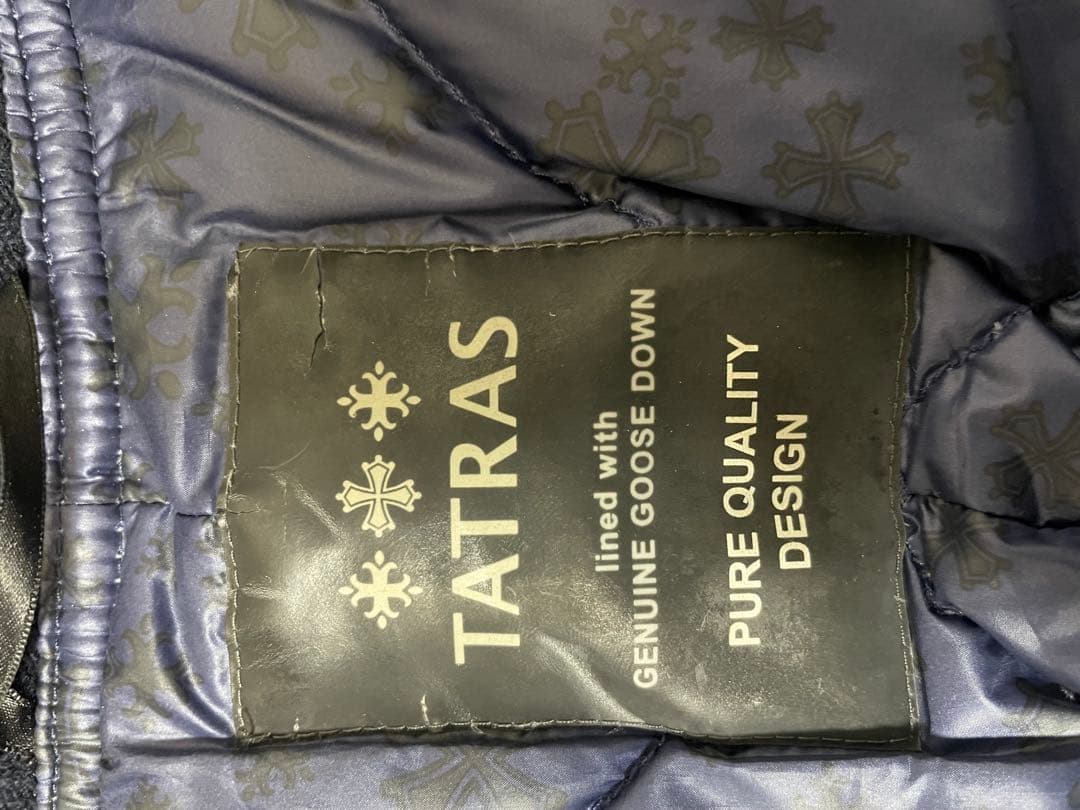 TATRAS
lined with
GENUINE GOOSE DOWN
PURE QUALITY
DESIGN